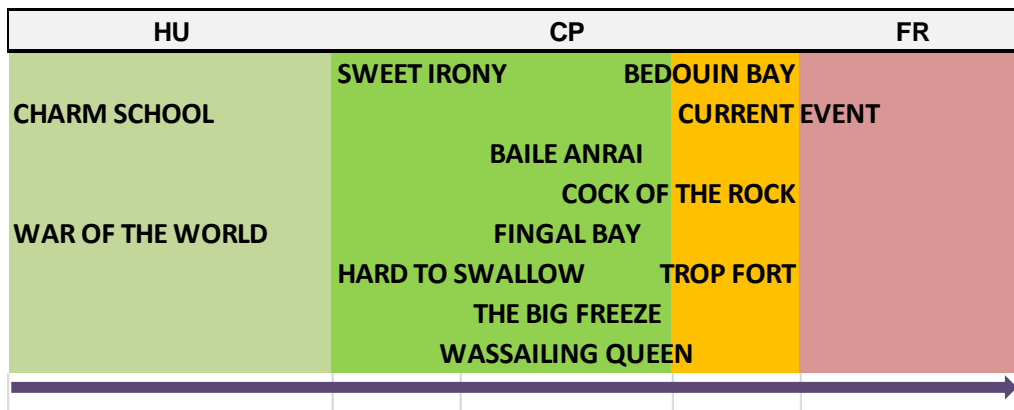 HU CP FR
SWEET IRONY BEDOUIN BAY
CHARM SCHOOL CURRENT EVENT
BAILE ANRAI
COCK OF THE ROCK
WAR OF THE WORLD FINGAL BAY
HARD TO SWALLOW TROP FORT
THE BIG FREEZE
WASSAILING QUEEN